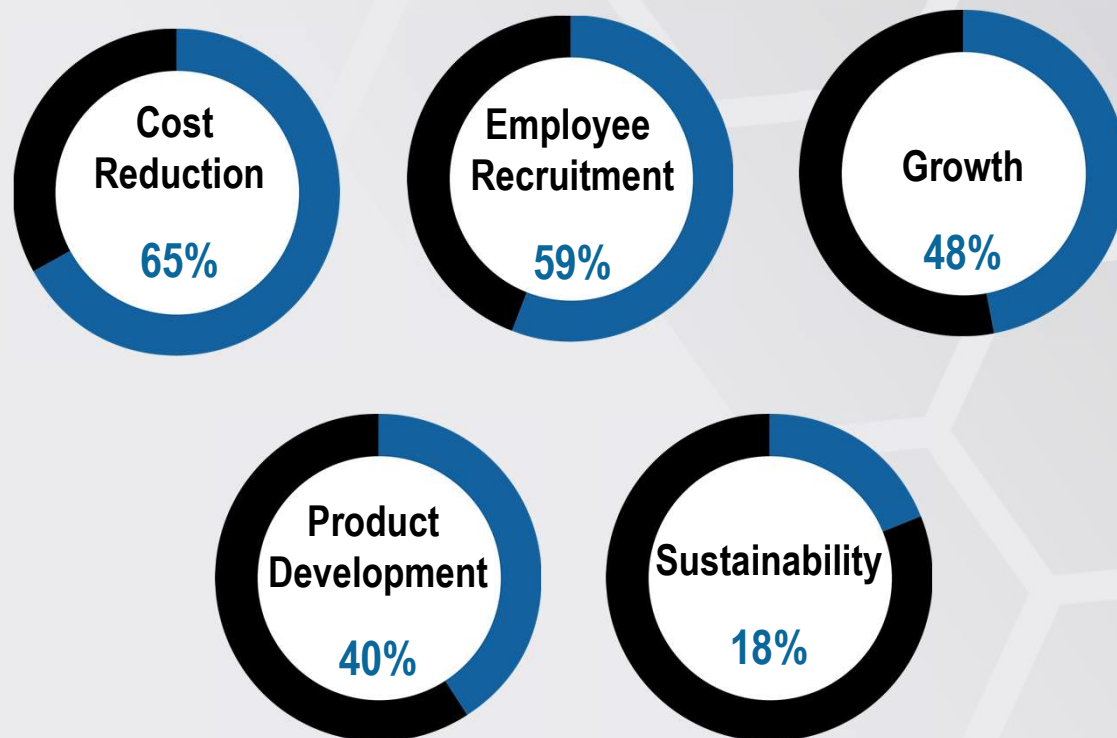 Cost
Reduction
65%
Employee
Recruitment
59%
Growth
48%
Product
Development
40%
Sustainability
18%